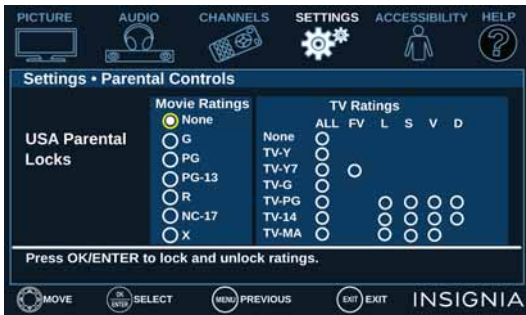 PICTURE AUDIO CHANNELS SETTINGS ACCESSIBILITY HELP
?
Settings • Parental Controls
Movie Ratings TV Ratings
None ALL FV L S V D
USA Parental Locks
G
PG
PG-13
R
NC-17
X
None
TV-Y
TV-Y7
TV-G
TV-PG
TV-14
TV-MA
Press OK/ENTER to lock and unlock ratings.
MOVE OK ENTER SELECT MENU PREVIOUS EXIT EXIT INSIGNIA